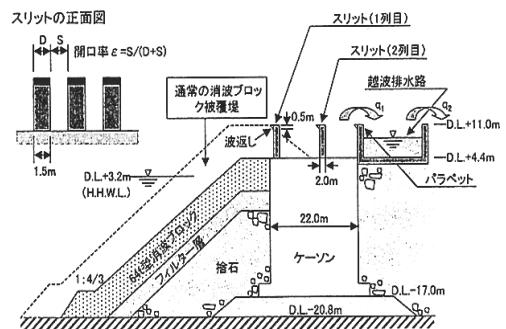 スリットの正面図
D
S
開口率 ε=S/(D+S)
1.5m
スリット(1列目)
スリット(2列目)
通常の消波ブロック被覆堤
0.5m
越波排水路
q1
q2
波返し
D.L.+11.0m
D.L.+4.4m
2.0m
パラペット
D.L.+3.2m
(H.H.W.L.)
22.0m
64t型消波ブロック
フィルター層
1:4/3
捨石
ケーソン
D.L.-17.0m
D.L.-20.8m